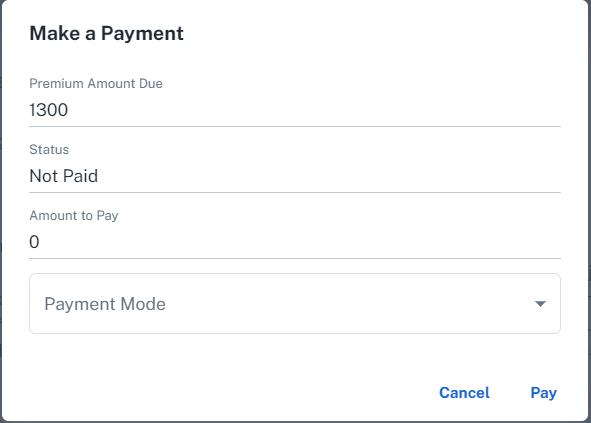 Make a Payment
Premium Amount Due
1300
Status
Not Paid
Amount to Pay
0
Payment Mode
Cancel Pay